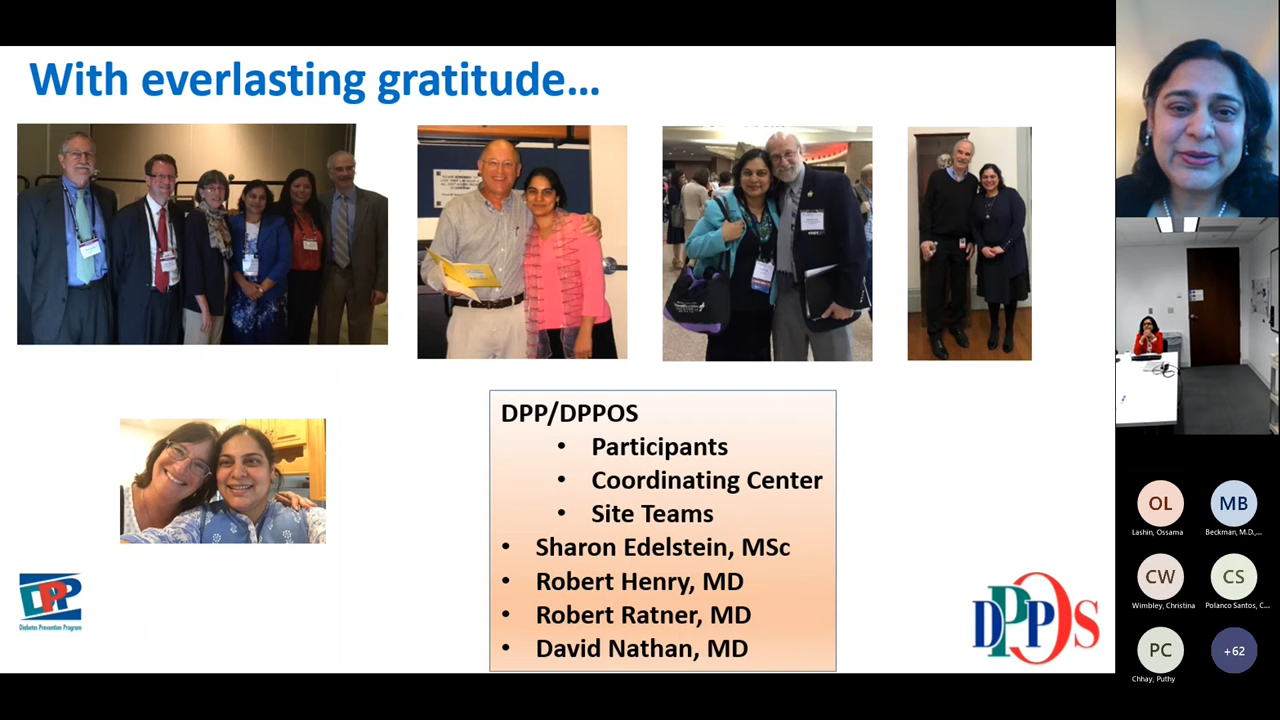 With everlasting gratitude…
DPP/DPPOS
• Participants
• Coordinating Center
• Site Teams
• Sharon Edelstein, MSc
• Robert Henry, MD
• Robert Ratner, MD
• David Nathan, MD
DPP
Diabetes Prevention Program
DPPOS
OL
MB
Lashin, Ossama
Beckman, M.D.,...
CW
CS
Wimbley, Christina
Polanco Santos, C...
PC
+62
Chhay, Puthy